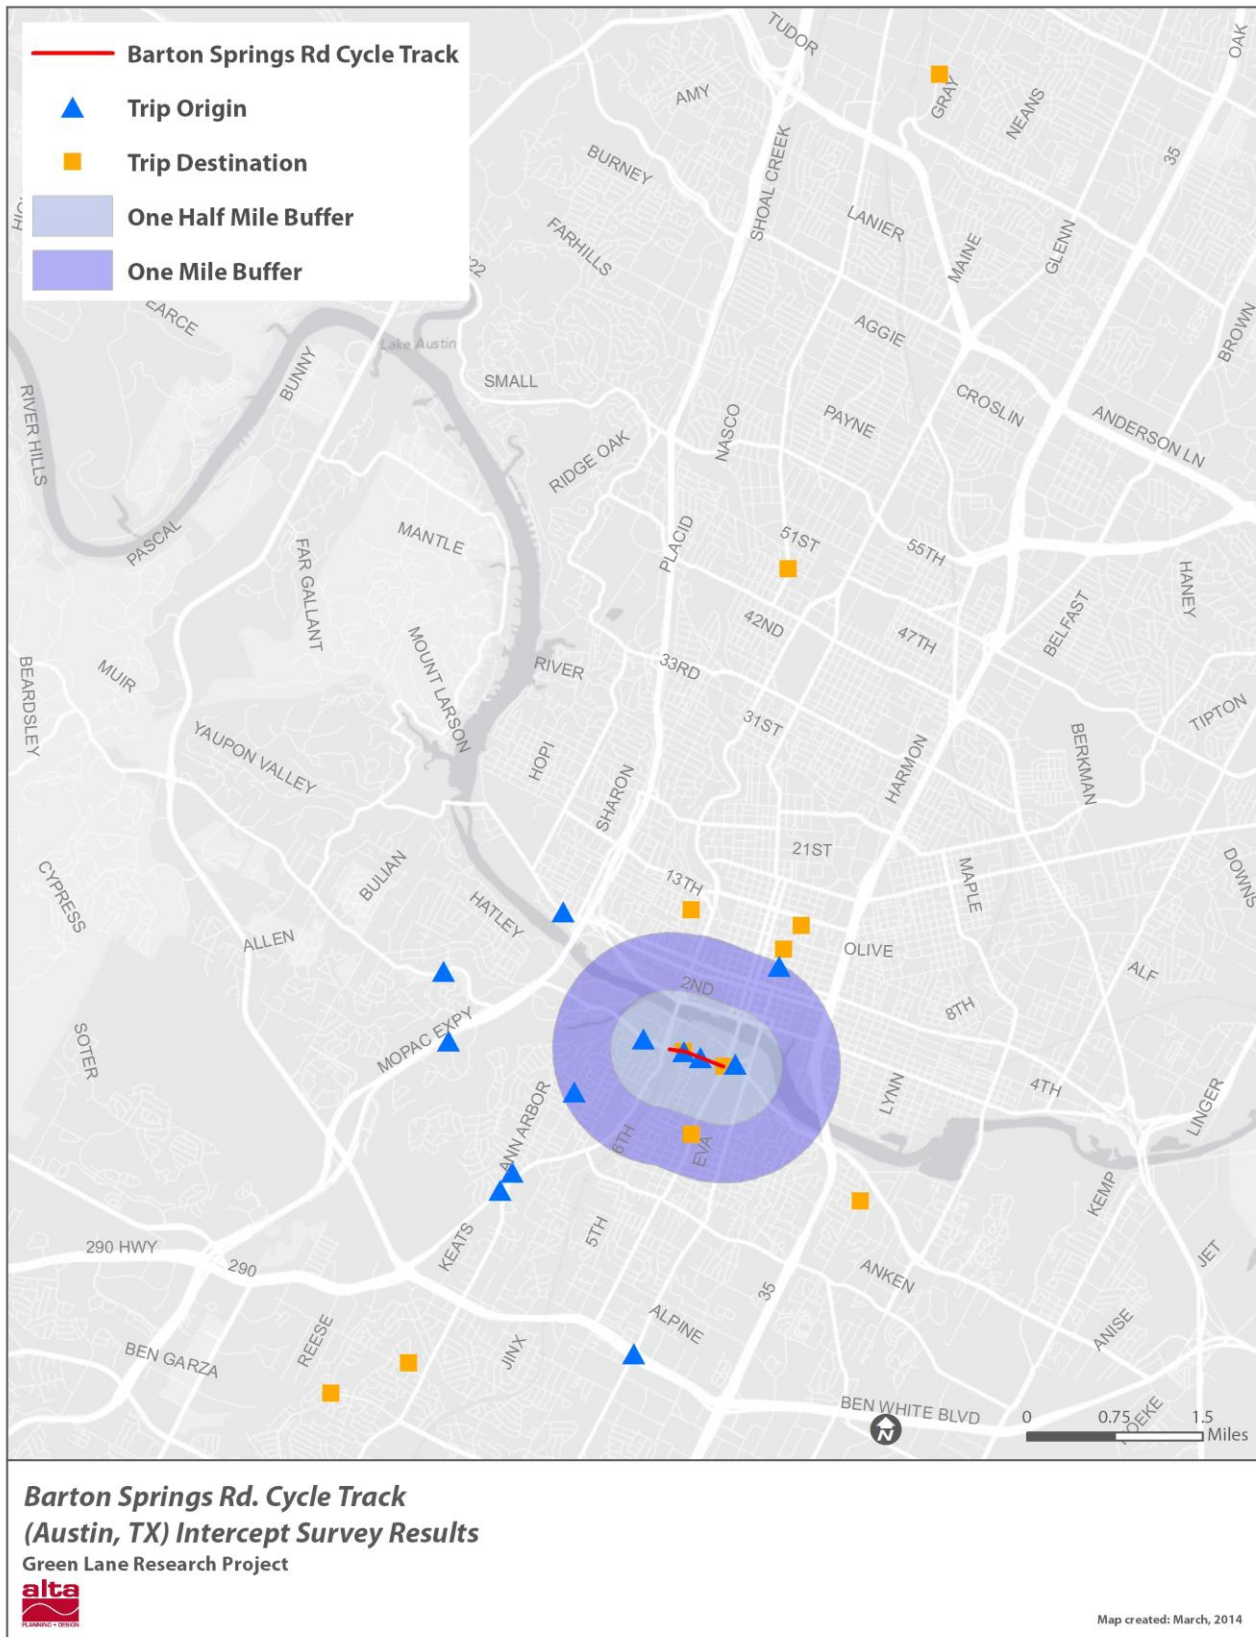 Barton Springs Rd Cycle Track
Trip Origin
Trip Destination
One Half Mile Buffer
One Mile Buffer
TUDOR
OAK
AMY
GRAY
NEANS
35
BURNEY
SHOAL CREEK
LANIER
FARHILLS
MAINE
GLENN
EARCE
AGGIE
BROWN
Lake Austin
BUNNY
SMALL
RIVER HILLS
NASCO
PAYNE
CROSLIN
ANDERSON LN
RIDGE OAK
PASCAL
MANTLE
PLACID
51ST
55TH
FAR GALLANT
HANEY
42ND
47TH
BELFAST
MOUNT LARSON
RIVER
33RD
MUIR
BEARDSLEY
31ST
TIPTON
YAUPON VALLEY
HOPI
SHARON
HARMON
BERKMAN
21ST
CYPRESS
BULIAN
13TH
MAPLE
DOWNS
HATLEY
ALLEN
OLIVE
ALF
2ND
8TH
SOTER
MOPAC EXPY
LYNN
4TH
LINGER
ANN ARBOR
6TH
EVA
KEMP
KEATS
5TH
290 HWY
290
JET
ANKEN
35
ALPINE
REESE
JINX
ANISE
BEN GARZA
BEN WHITE BLVD
N
0 0.75 1.5
Miles
Barton Springs Rd. Cycle Track
(Austin, TX) Intercept Survey Results
Green Lane Research Project
alta
PLANNING + DESIGN
Map created: March, 2014